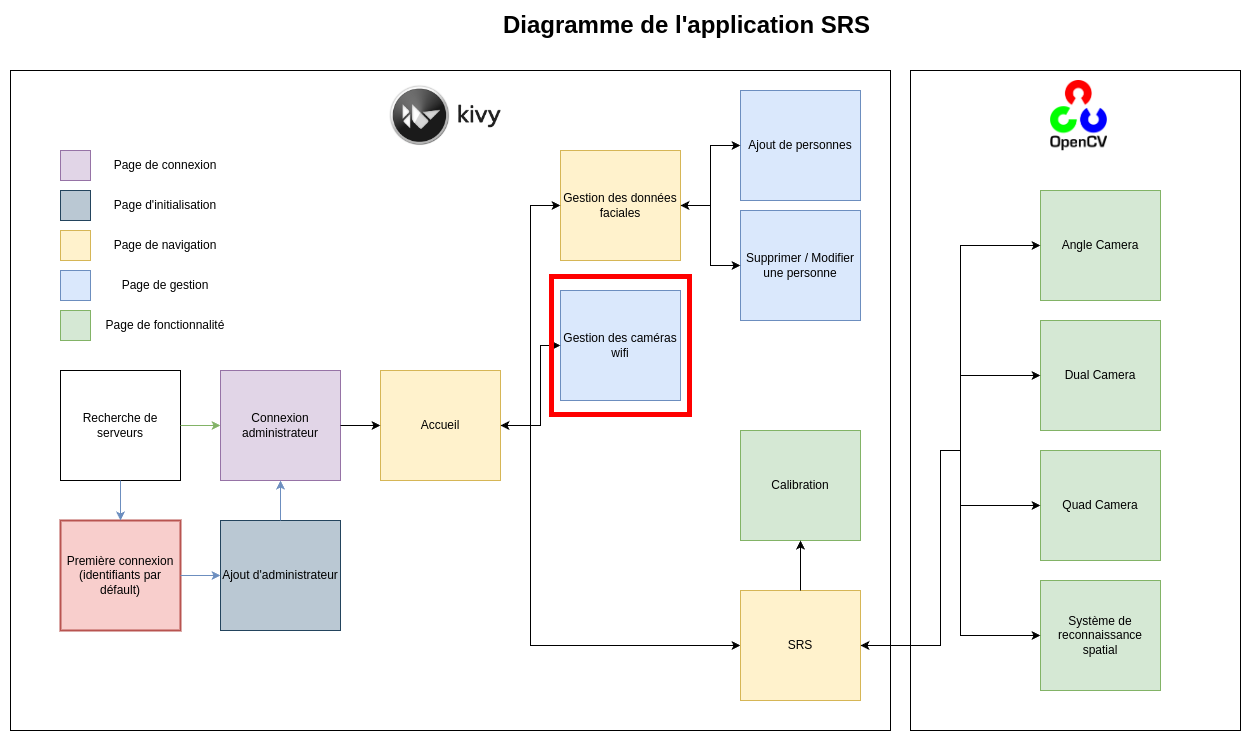 Diagramme de l'application SRS
kivy
OpenCV
Page de connexion
Page d'initialisation
Page de navigation
Page de gestion
Page de fonctionnalité
Recherche de
serveurs
Connexion
administrateur
Accueil
Première connexion
(identifiants par
défault)
Ajout d'administrateur
Gestion des données
faciales
Gestion des caméras
wifi
Ajout de personnes
Supprimer / Modifier
une personne
Calibration
SRS
Angle Camera
Dual Camera
Quad Camera
Système de
reconnaissance
spatial